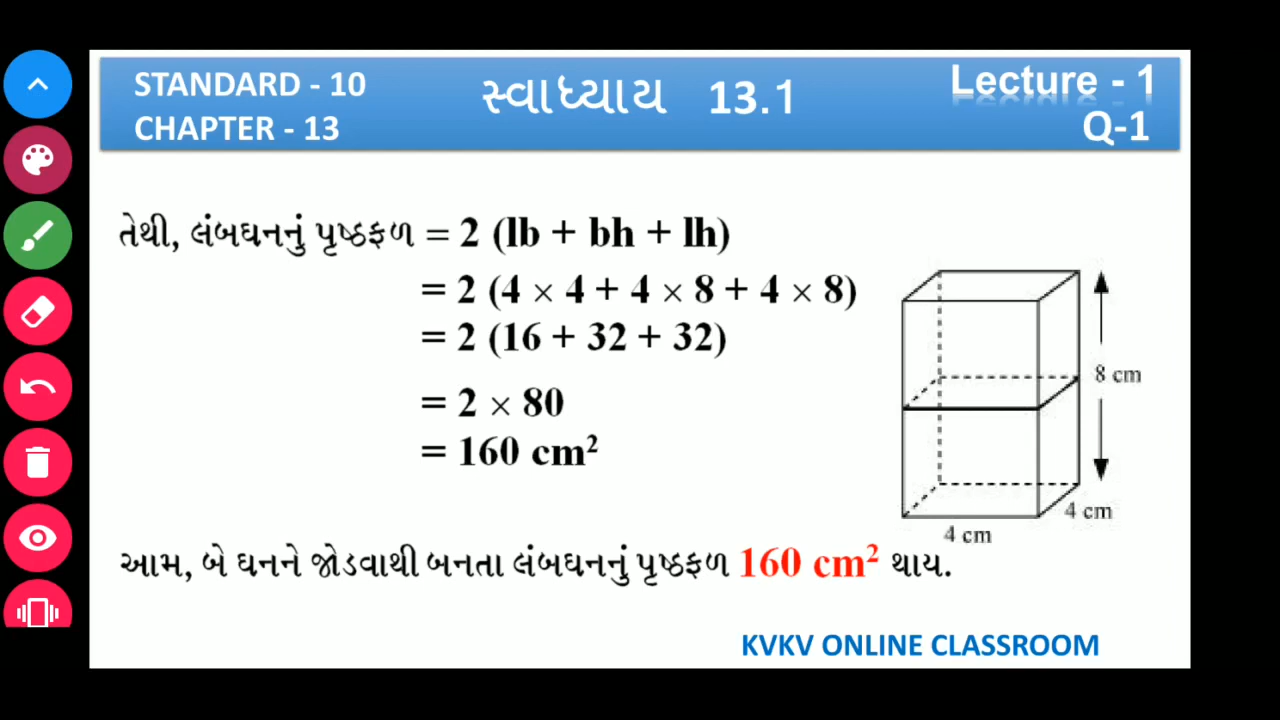 STANDARD - 10
CHAPTER - 13
સ્વાધ્યાય 13.1
Lecture - 1
Q-1
તેથી, લંબઘનનું પૃષ્ઠફળ = 2 (lb + bh + lh)
= 2 (4 × 4 + 4 × 8 + 4 × 8)
= 2 (16 + 32 + 32)
= 2 × 80
= 160 cm²
8 cm
4 cm
4 cm
આમ, બે ઘનને જોડવાથી બનતા લંબઘનનું પૃષ્ઠફળ 160 cm² થાય.
KVKV ONLINE CLASSROOM